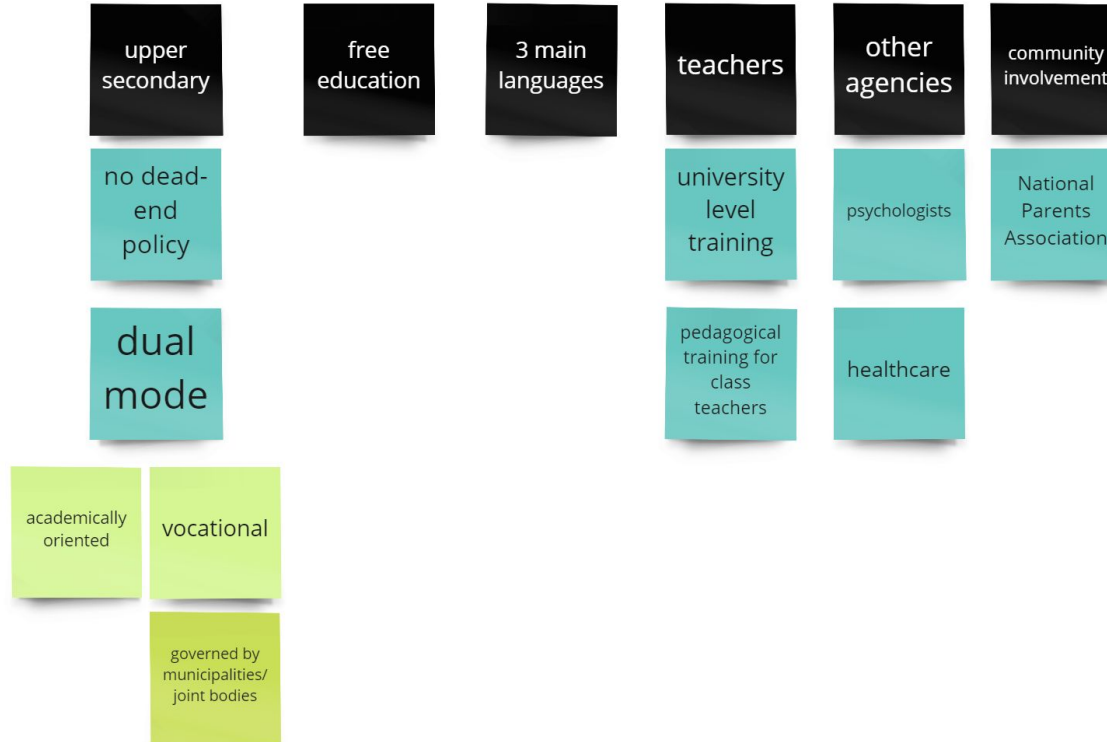 upper
secondary
free
education
3 main
languages
teachers
other
agencies
community
involvement
no dead-
end
policy
university
level
training
psychologists
National
Parents
Association
dual
mode
pedagogical
training for
class
teachers
healthcare
academically
oriented
vocational
governed by
municipalities/
joint bodies